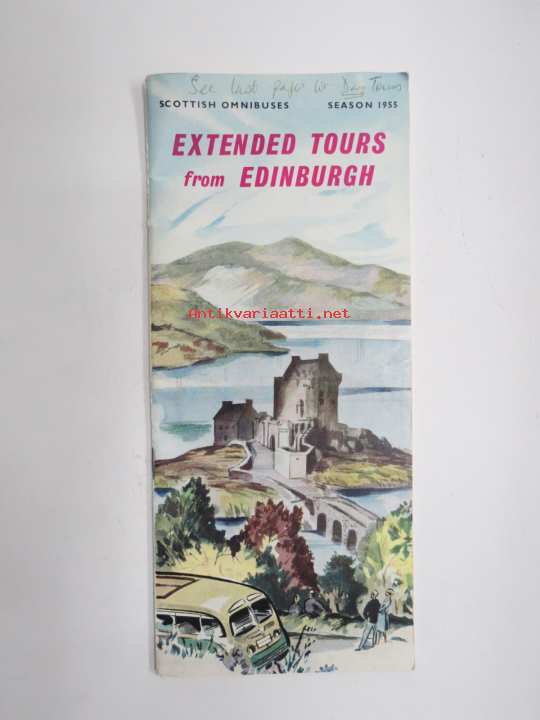 See last page for Day Tours
SCOTTISH OMNIBUSES SEASON 1955
EXTENDED TOURS
from EDINBURGH
Antikvariaatti.net